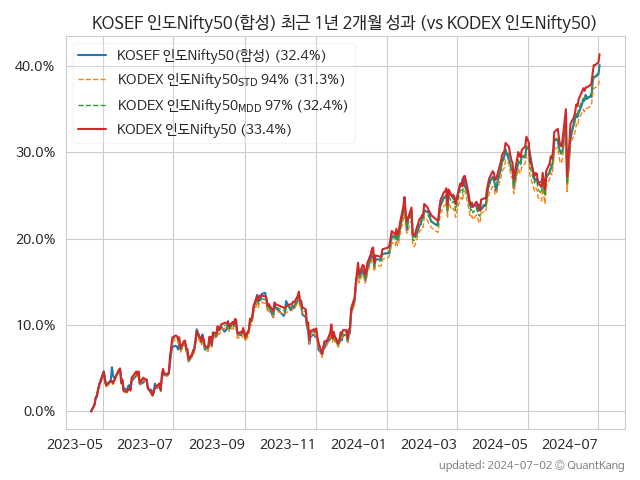 KOSEF 인도Nifty50(합성) 최근 1년 2개월 성과 (vs KODEX 인도Nifty50)
KOSEF 인도Nifty50(합성) (32.4%)
KODEX 인도Nifty50STD 94% (31.3%)
KODEX 인도Nifty50MDD 97% (32.4%)
KODEX 인도Nifty50 (33.4%)
40.0%
30.0%
20.0%
10.0%
0.0%
2023-05 2023-07 2023-09 2023-11 2024-01 2024-03 2024-05 2024-07
updated: 2024-07-02 © QuantKang